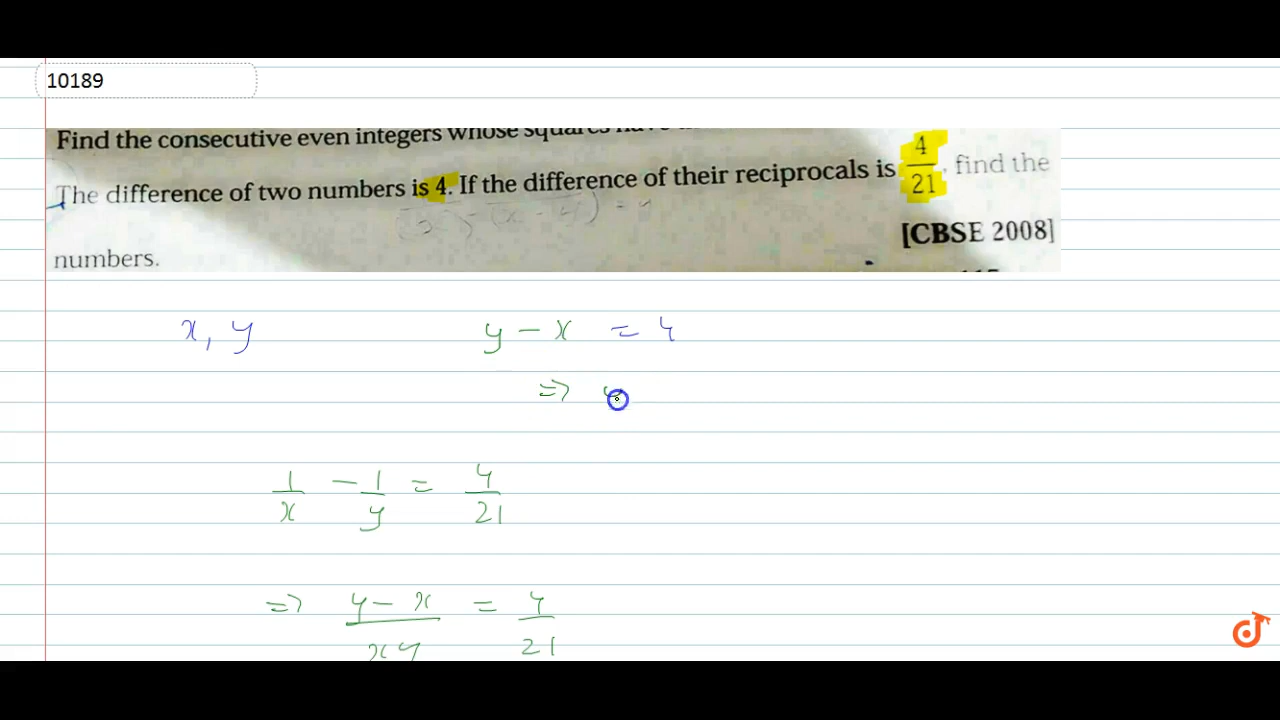 10189
Find the consecutive even integers whose squares
The difference of two numbers is 4. If the difference of their reciprocals is 4/21, find the
[CBSE 2008]
numbers.
x, y y - x = 4
⇒ y
1/x - 1/y = 4/21
⇒ y - x / xy = 4/21